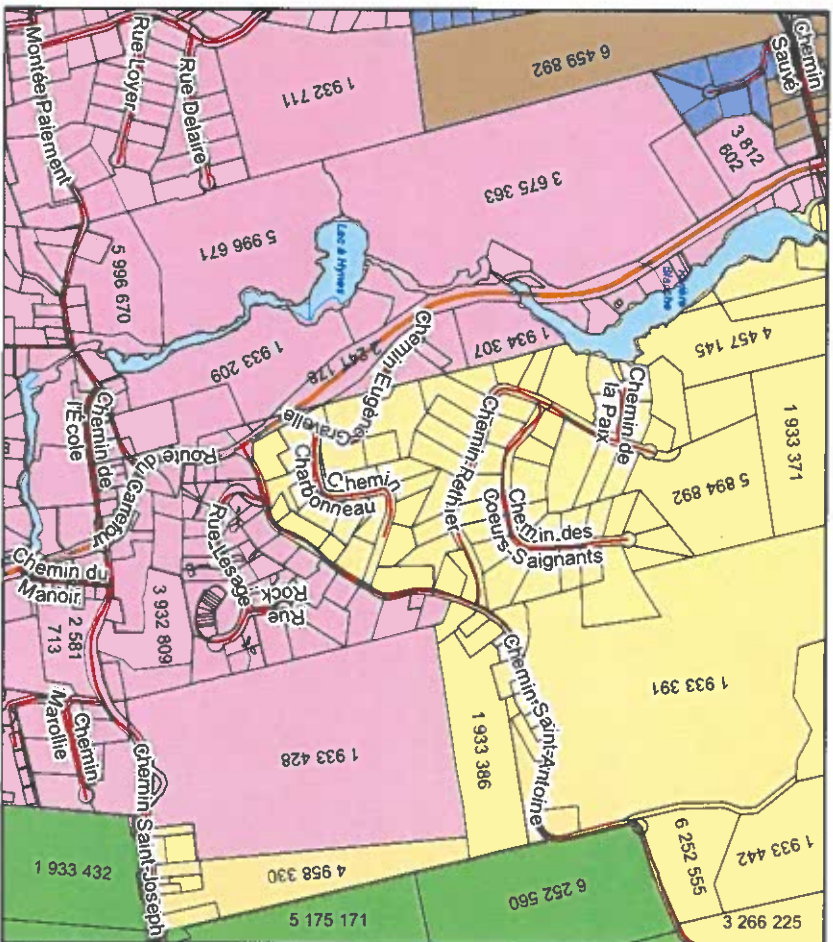 Chemin
Sauvé
6 459 892
Rue Loyer
Rue Delaire
Montée Paiement
1 932 711
3 812
602
3 675 363
5 996 671
5 996 670
Lac à Hynes
Rivière
Blanche
1 933 209
2 247 178
1 934 307
4 457 145
1 933 371
5 894 892
Chemin Eugène Gravelle
Chemin de
la Paix
Chemin Réthier
Chemin
Charbonneau
Chemin des
Coeurs-Saignants
Chemin de
l'École
Route du Carrefour
Rue Lesage
Rue
Rock
Chemin du
Manoir
3 932 809
2 581
713
Chemin
Marollie
Chemin Saint-Joseph
Chemin Saint-Antoine
1 933 391
1 933 386
1 933 428
6 252 555
1 933 442
4 958 330
1 933 432
5 175 171
6 252 560
3 266 225